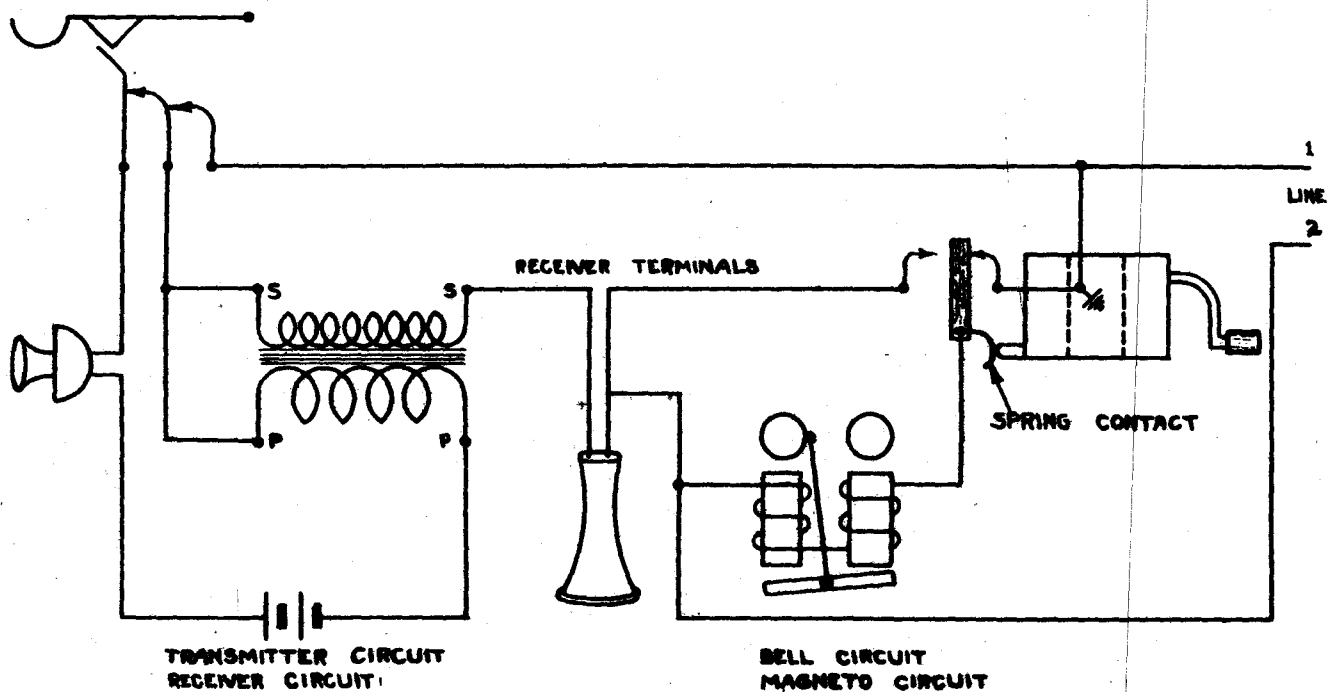 1
LINE
2
RECEIVER TERMINALS
S
S
SPRING CONTACT
P
P
TRANSMITTER CIRCUIT
RECEIVER CIRCUIT
BELL CIRCUIT
MAGNETO CIRCUIT